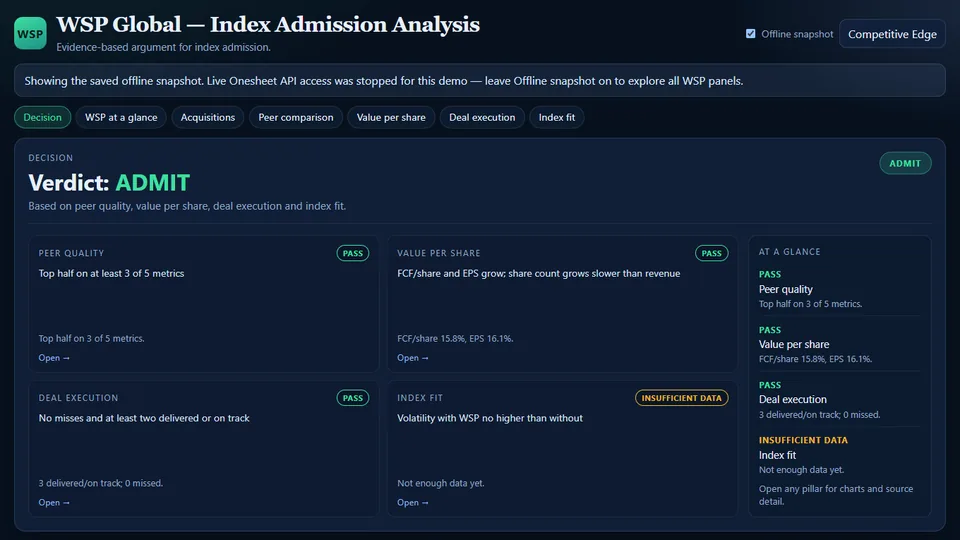 WSP
WSP Global — Index Admission Analysis
Evidence-based argument for index admission.
Offline snapshot
Competitive Edge
Showing the saved offline snapshot. Live Onesheet API access was stopped for this demo — leave Offline snapshot on to explore all WSP panels.
Decision
WSP at a glance
Acquisitions
Peer comparison
Value per share
Deal execution
Index fit
DECISION
Verdict: ADMIT
Based on peer quality, value per share, deal execution and index fit.
ADMIT
PEER QUALITY
PASS
Top half on at least 3 of 5 metrics
Top half on 3 of 5 metrics.
Open →
VALUE PER SHARE
PASS
FCF/share and EPS grow; share count grows slower than revenue
FCF/share 15.8%, EPS 16.1%.
Open →
DEAL EXECUTION
PASS
No misses and at least two delivered or on track
3 delivered/on track; 0 missed.
Open →
INDEX FIT
INSUFFICIENT DATA
Volatility with WSP no higher than without
Not enough data yet.
Open →
AT A GLANCE
PASS
Peer quality
Top half on 3 of 5 metrics.
PASS
Value per share
FCF/share 15.8%, EPS 16.1%.
PASS
Deal execution
3 delivered/on track; 0 missed.
INSUFFICIENT DATA
Index fit
Not enough data yet.
Open any pillar for charts and source
detail.